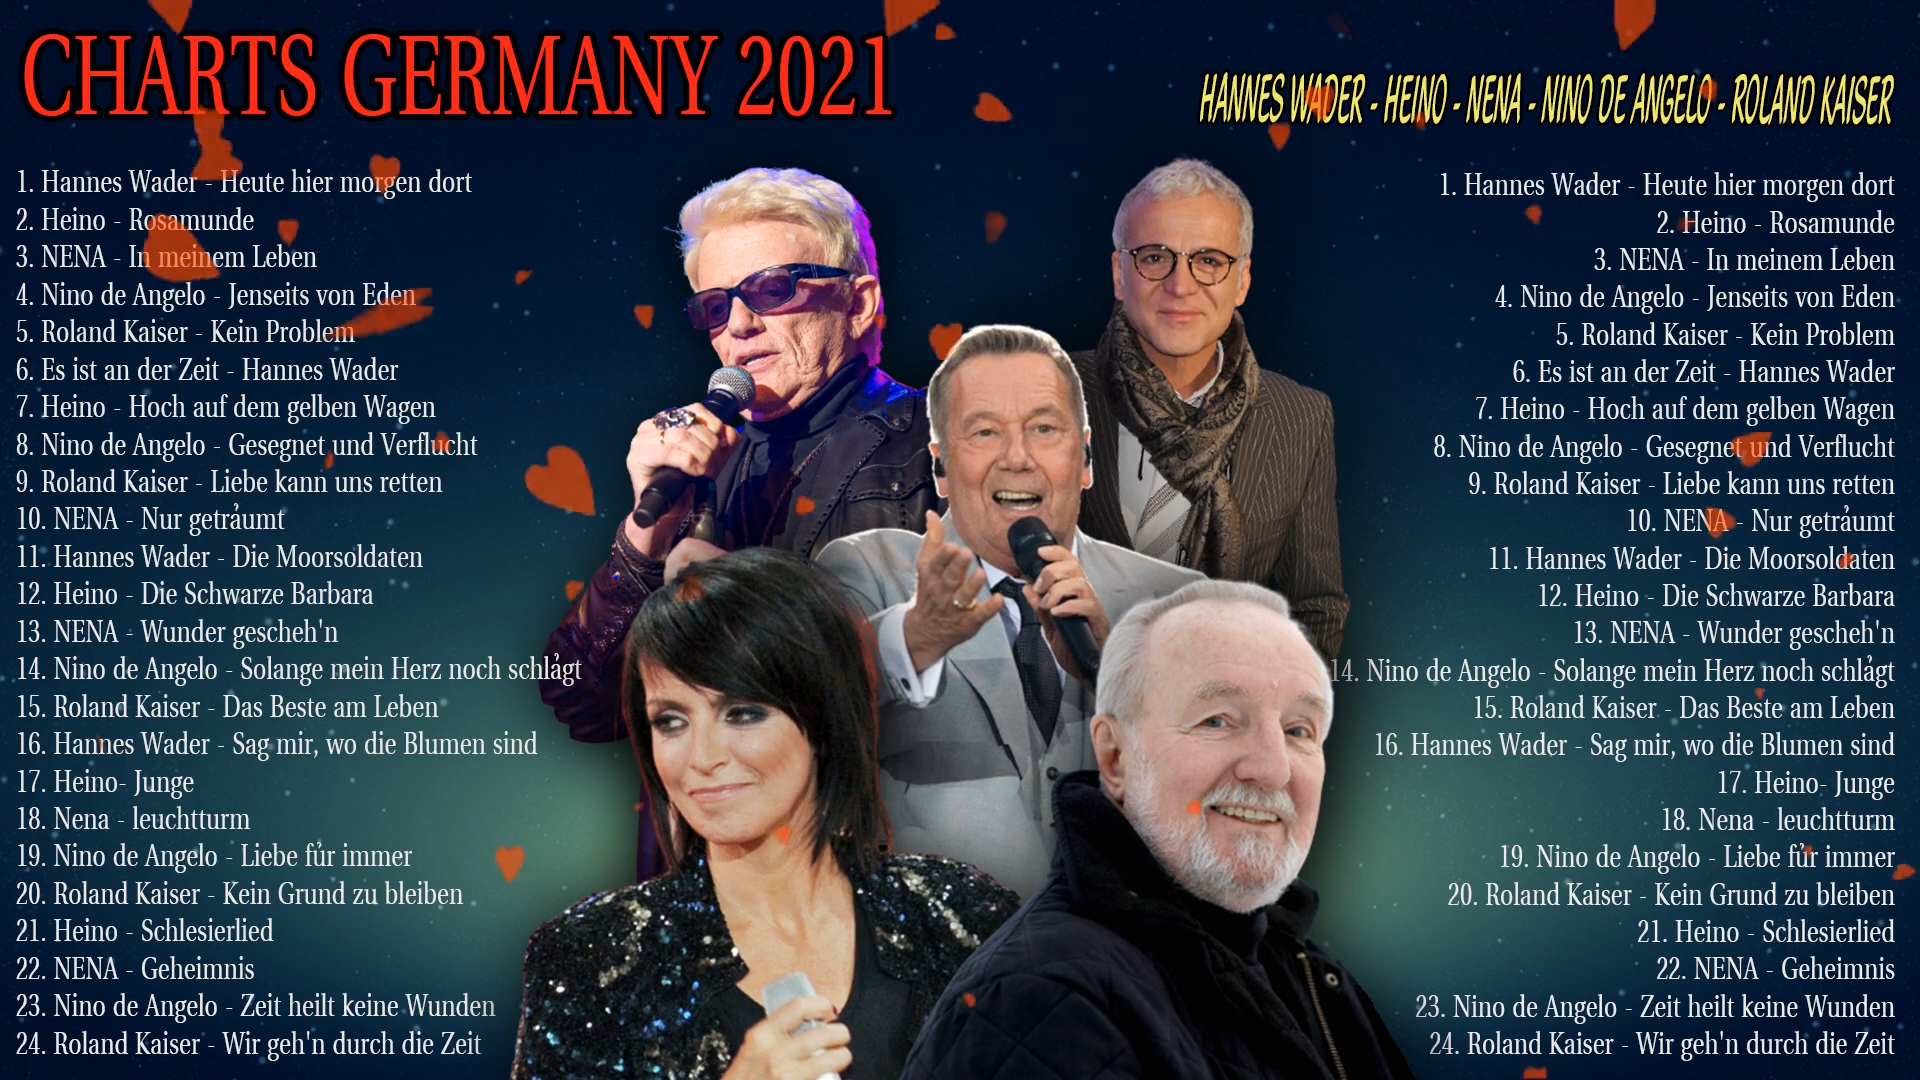 CHARTS GERMANY 2021
HANNES WADER - HEINO - NENA - NINO DE ANGELO - ROLAND KAISER
1. Hannes Wader - Heute hier morgen dort
2. Heino - Rosamunde
3. NENA - In meinem Leben
4. Nino de Angelo - Jenseits von Eden
5. Roland Kaiser - Kein Problem
6. Es ist an der Zeit - Hannes Wader
7. Heino - Hoch auf dem gelben Wagen
8. Nino de Angelo - Gesegnet und Verflucht
9. Roland Kaiser - Liebe kann uns retten
10. NENA - Nur getrảumt
11. Hannes Wader - Die Moorsoldaten
12. Heino - Die Schwarze Barbara
13. NENA - Wunder gescheh'n
14. Nino de Angelo - Solange mein Herz noch schlảgt
15. Roland Kaiser - Das Beste am Leben
16. Hannes Wader - Sag mir, wo die Blumen sind
17. Heino- Junge
18. Nena - leuchtturm
19. Nino de Angelo - Liebe fủr immer
20. Roland Kaiser - Kein Grund zu bleiben
21. Heino - Schlesierlied
22. NENA - Geheimnis
23. Nino de Angelo - Zeit heilt keine Wunden
24. Roland Kaiser - Wir geh'n durch die Zeit
1. Hannes Wader - Heute hier morgen dort
2. Heino - Rosamunde
3. NENA - In meinem Leben
4. Nino de Angelo - Jenseits von Eden
5. Roland Kaiser - Kein Problem
6. Es ist an der Zeit - Hannes Wader
7. Heino - Hoch auf dem gelben Wagen
8. Nino de Angelo - Gesegnet und Verflucht
9. Roland Kaiser - Liebe kann uns retten
10. NENA - Nur getrảumt
11. Hannes Wader - Die Moorsoldaten
12. Heino - Die Schwarze Barbara
13. NENA - Wunder gescheh'n
14. Nino de Angelo - Solange mein Herz noch schlảgt
15. Roland Kaiser - Das Beste am Leben
16. Hannes Wader - Sag mir, wo die Blumen sind
17. Heino- Junge
18. Nena - leuchtturm
19. Nino de Angelo - Liebe fủr immer
20. Roland Kaiser - Kein Grund zu bleiben
21. Heino - Schlesierlied
22. NENA - Geheimnis
23. Nino de Angelo - Zeit heilt keine Wunden
24. Roland Kaiser - Wir geh'n durch die Zeit